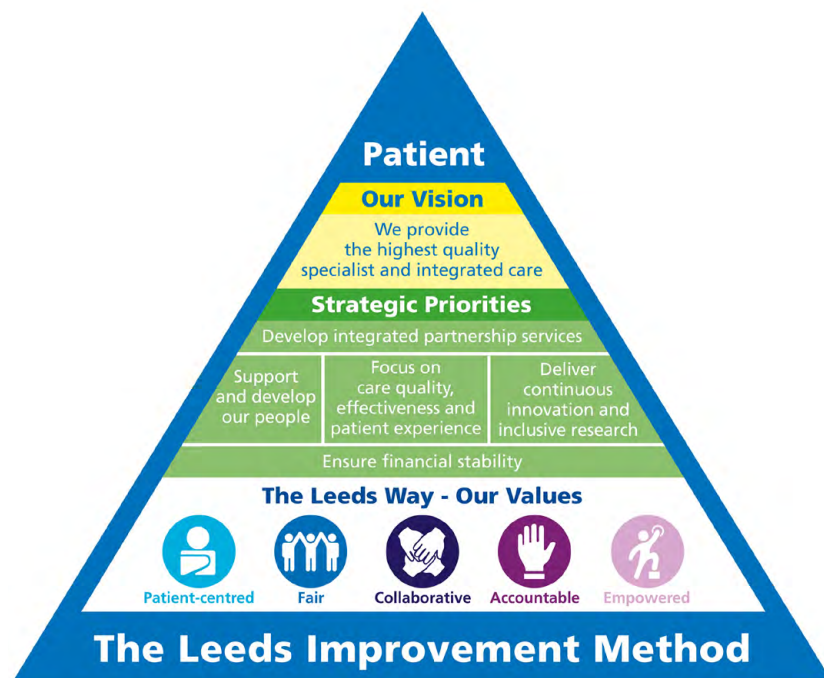 Patient
Our Vision
We provide
the highest quality
specialist and integrated care
Strategic Priorities
Develop integrated partnership services
Support
and develop
our people
Focus on
care quality,
effectiveness and
patient experience
Deliver
continuous
innovation and
inclusive research
Ensure financial stability
The Leeds Way - Our Values
Patient-centred
Fair
Collaborative
Accountable
Empowered
The Leeds Improvement Method